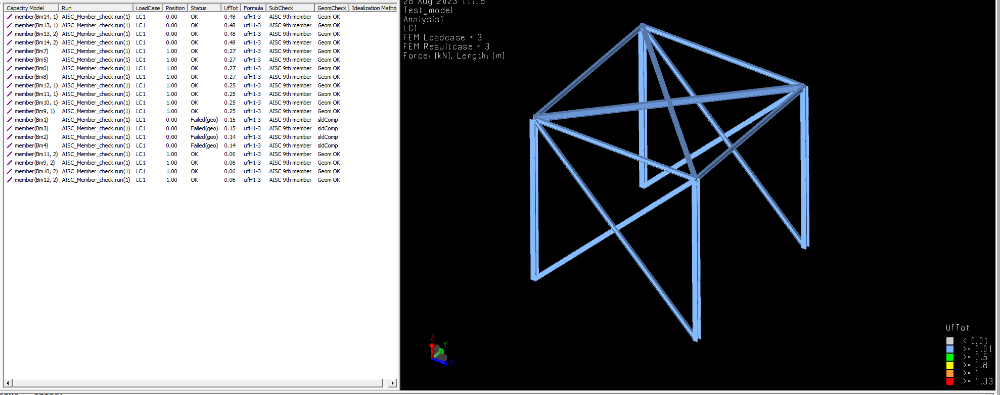 Capacity Model Run LoadCase Position Status UfTot Formula SubCheck GeomCheck Idealization Metho
member(Bm14, 1) AISC_Member_check.run(1) LC1 0.00 OK 0.48 ufH1-3 AISC 9th member Geom OK
member(Bm13, 1) AISC_Member_check.run(1) LC1 0.00 OK 0.48 ufH1-3 AISC 9th member Geom OK
member(Bm13, 2) AISC_Member_check.run(1) LC1 0.00 OK 0.48 ufH1-3 AISC 9th member Geom OK
member(Bm14, 2) AISC_Member_check.run(1) LC1 0.00 OK 0.48 ufH1-3 AISC 9th member Geom OK
member(Bm7) AISC_Member_check.run(1) LC1 1.00 OK 0.27 ufH1-3 AISC 9th member Geom OK
member(Bm5) AISC_Member_check.run(1) LC1 1.00 OK 0.27 ufH1-3 AISC 9th member Geom OK
member(Bm6) AISC_Member_check.run(1) LC1 1.00 OK 0.27 ufH1-3 AISC 9th member Geom OK
member(Bm8) AISC_Member_check.run(1) LC1 1.00 OK 0.27 ufH1-3 AISC 9th member Geom OK
member(Bm12, 1) AISC_Member_check.run(1) LC1 1.00 OK 0.25 ufH1-3 AISC 9th member Geom OK
member(Bm11, 1) AISC_Member_check.run(1) LC1 1.00 OK 0.25 ufH1-3 AISC 9th member Geom OK
member(Bm10, 1) AISC_Member_check.run(1) LC1 1.00 OK 0.25 ufH1-3 AISC 9th member Geom OK
member(Bm9, 1) AISC_Member_check.run(1) LC1 1.00 OK 0.25 ufH1-3 AISC 9th member Geom OK
member(Bm1) AISC_Member_check.run(1) LC1 0.00 Failed(geo) 0.15 ufH1-3 AISC 9th member sldComp
member(Bm3) AISC_Member_check.run(1) LC1 0.00 Failed(geo) 0.15 ufH1-3 AISC 9th member sldComp
member(Bm2) AISC_Member_check.run(1) LC1 0.00 Failed(geo) 0.14 ufH1-3 AISC 9th member sldComp
member(Bm4) AISC_Member_check.run(1) LC1 0.00 Failed(geo) 0.14 ufH1-3 AISC 9th member sldComp
member(Bm11, 2) AISC_Member_check.run(1) LC1 1.00 OK 0.06 ufH1-3 AISC 9th member Geom OK
member(Bm9, 2) AISC_Member_check.run(1) LC1 1.00 OK 0.06 ufH1-3 AISC 9th member Geom OK
member(Bm10, 2) AISC_Member_check.run(1) LC1 1.00 OK 0.06 ufH1-3 AISC 9th member Geom OK
member(Bm12, 2) AISC_Member_check.run(1) LC1 1.00 OK 0.06 ufH1-3 AISC 9th member Geom OK
28 Aug 2023 11:16
Test_model
Analysis1
LC1
FEM Loadcase = 3
FEM Resultcase = 3
Force: [kN], Length: [m]
Z
Y
X
UfTot
< 0.01
>= 0.01
>= 0.5
>= 0.8
>= 1
>= 1.33